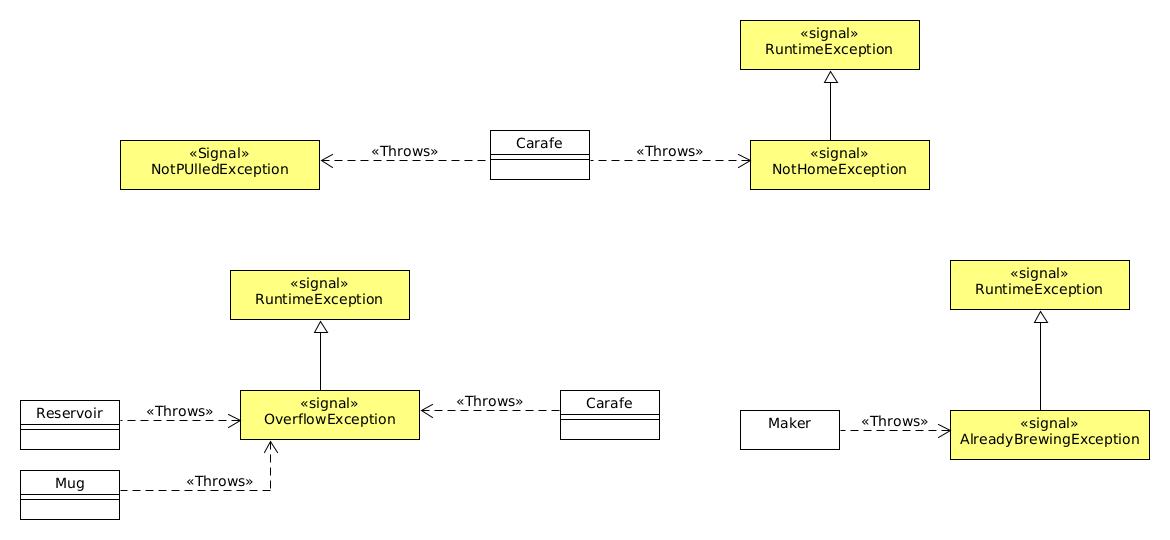 «signal»
RuntimeException
«Signal»
NotPUlledException
«Throws»
Carafe
«Throws»
«signal»
NotHomeException
«signal»
RuntimeException
«signal»
RuntimeException
Reservoir
«Throws»
«signal»
OverflowException
«Throws»
Carafe
Mug
«Throws»
Maker
«Throws»
«signal»
AlreadyBrewingException